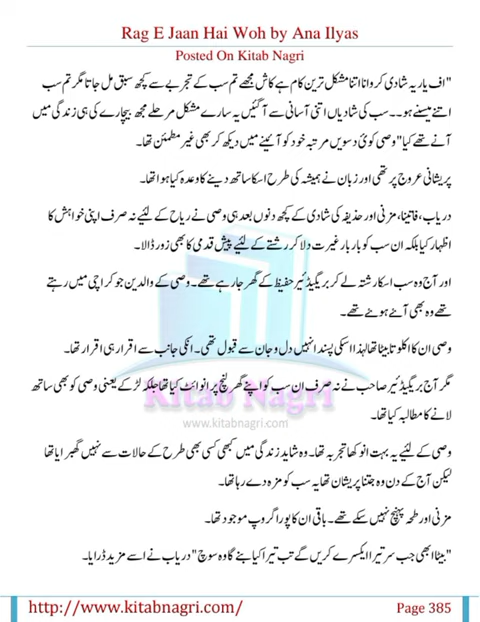 Rag E Jaan Hai Woh by Ana Ilyas
Posted On Kitab Nagri
"اف یار یہ شادی کروانا اتنا مشکل ترین کام ہے کاش مجھے تم سب کے تجربے سے کچھ سبق مل جاتا مگر تم سب
اتنے میسنے ہو۔۔ سب کی شادیاں اتنی آسانی سے آگئیں یہ سارے مشکل مرحلے مجھ بیچارے کی ہی زندگی میں
آنے تھے کیا" وصی کوئ دسویں مرتبہ خود کو آئینے میں دیکھ کر بھی غیر مطمئن تھا۔
پریشانی عروج پر تھی اور زبان نے ہمیشہ کی طرح اسکا ساتھ دینے کا وعدہ کیا ہوا تھا۔
دریاب، فاتینا، مزنی اور حذیفہ کی شادی کے کچھ دنوں بعد ہی وصی نے رباح کے لئیے نہ صرف اپنی خواہش کا
اظہار کیا بلکہ ان سب کو بار بار غیرت دلا کر رشتے کے لئیے پیش قدمی کا بھی زور ڈالا۔
اور آج وہ سب اسکا رشتہ لے کر بریگیڈئیر حفیظ کے گھر جا رہے تھے۔ وصی کے والدین جو کراچی میں رہتے
تھے وہ بھی آئے ہوئے تھے۔
وصی ان کا اکلوتا بیٹا تھا لہذا اسکی پسند انہیں دل و جان سے قبول تھی۔ انکی جانب سے اقرار ہی اقرار تھا۔
مگر آج بریگیڈئیر صاحب نے نہ صرف ان سب کو اپنے گھر لنچ پر انوائٹ کیا تھا جبکہ لڑکے یعنی وصی کو بھی ساتھ
لانے کا مطالبہ کیا تھا۔
Kitab Nagri
www.kitabnagri.com
وصی کے لئیے یہ بہت انوکھا تجربہ تھا۔ وہ شاید زندگی میں کبھی کسی بھی طرح کے حالات سے نہیں گھبرایا تھا
لیکن آج کے دن وہ جتنا پریشان تھا یہ سب کو مزہ دے رہا تھا۔
مزنی اور طحہ پہنچ نہیں سکے تھے۔ باقی ان کا پورا گروپ موجود تھا۔
"بیٹا ابھی جب سر تیرا ایکسرے کریں گے تب تیرا کیا بنے گا وہ سوچ" دریاب نے اسے مزید ڈرایا۔
http://www.kitabnagri.com/
Page 385